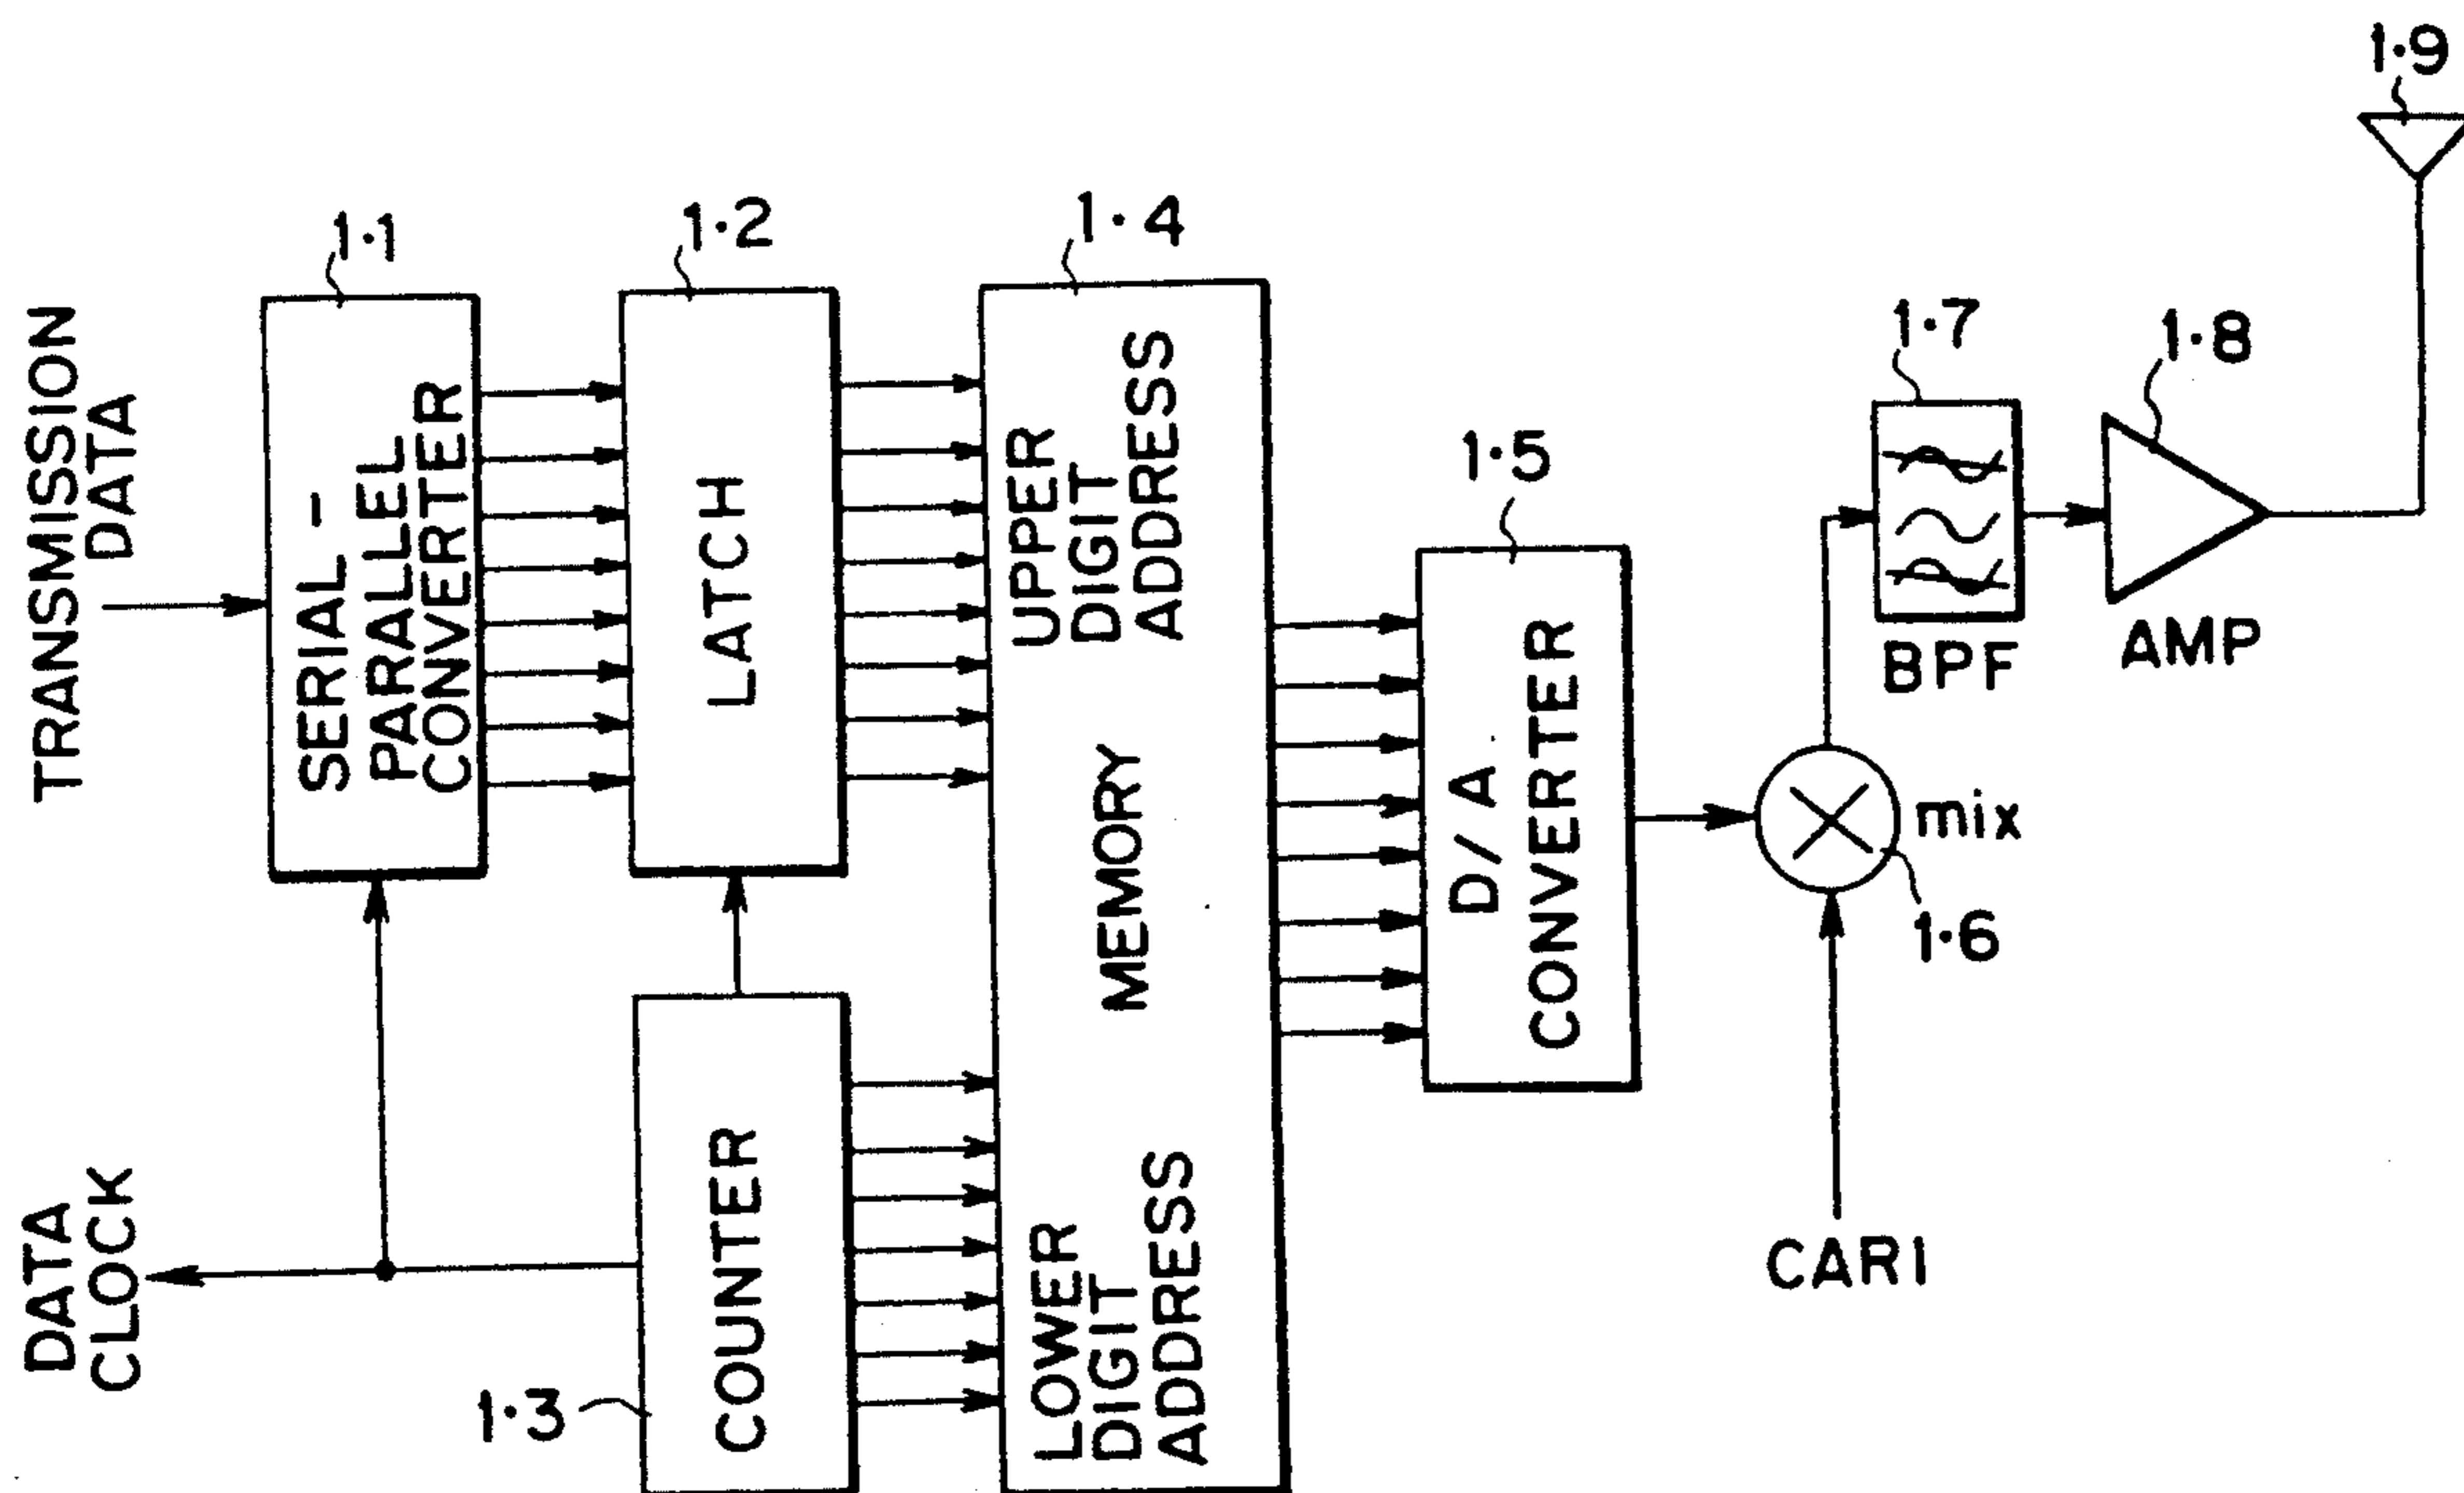 1·9
1·1
1·2
1·4
TRANSMISSION
DATA
SERIAL -
PARALLEL
CONVERTER
LATCH
UPPER
DIGIT
ADDRESS
MEMORY
1·5
D/A
CONVERTER
1·7
BPF
1·8
AMP
mix
1·6
CAR1
DATA
CLOCK
1·3
COUNTER
LOWER
DIGIT
ADDRESS